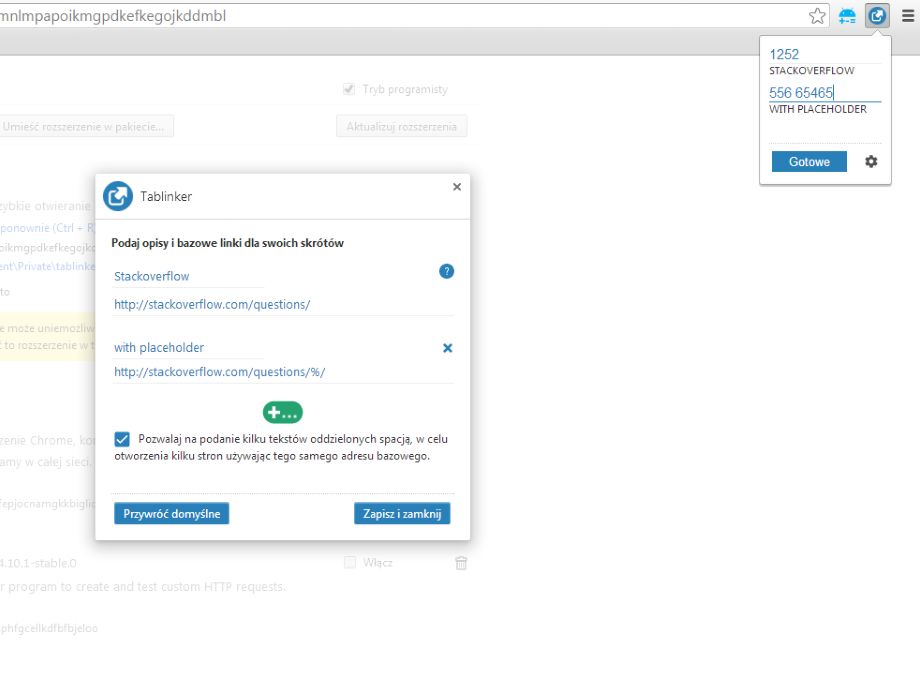 mnlmpapoikmgpdkefkegojkddmbl
1252
STACKOVERFLOW
556 65465
WITH PLACEHOLDER
Gotowe
Tryb programisty
Umieść rozszerzenie w pakiecie...
Aktualizuj rozszerzenia
Tablinker
Podaj opisy i bazowe linki dla swoich skrótów
Stackoverflow
?
http://stackoverflow.com/questions/
with placeholder
http://stackoverflow.com/questions/%/
+...
Pozwalaj na podanie kilku tekstów oddzielonych spacją, w celu
otworzenia kilku stron używając tego samego adresu bazowego.
Przywróć domyślne
Zapisz i zamknij
zybkie otwieranie
ponownie (Ctrl + R
oikmgpdkefkegojkd
ent\Private\tablinke
to
e może uniemożliw
ć to rozszerzenie w t
zenie Chrome, ko
amy w całej sieci.
fepjocnamgkkbiglic
4.10.1-stable.0
Włącz
r program to create and test custom HTTP requests.
phfgcellkdfbfbjeloo